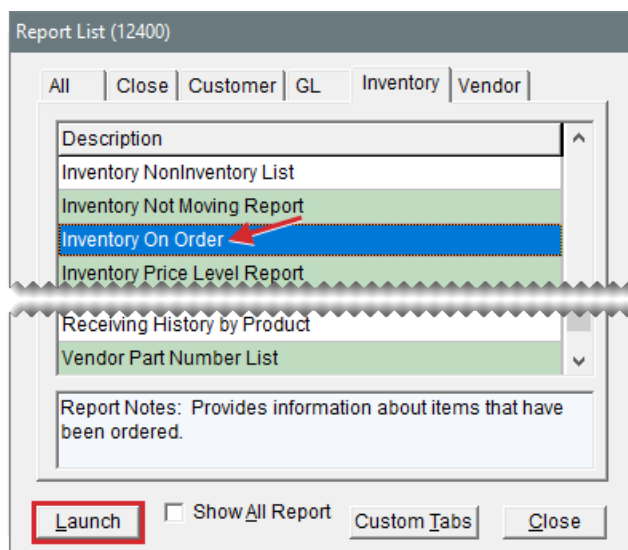 Report List (12400)
All Close Customer GL Inventory Vendor
Description
Inventory NonInventory List
Inventory Not Moving Report
Inventory On Order
Inventory Price Level Report
Receiving History by Product
Vendor Part Number List
Report Notes: Provides information about items that have
been ordered.
Launch Show All Report Custom Tabs Close